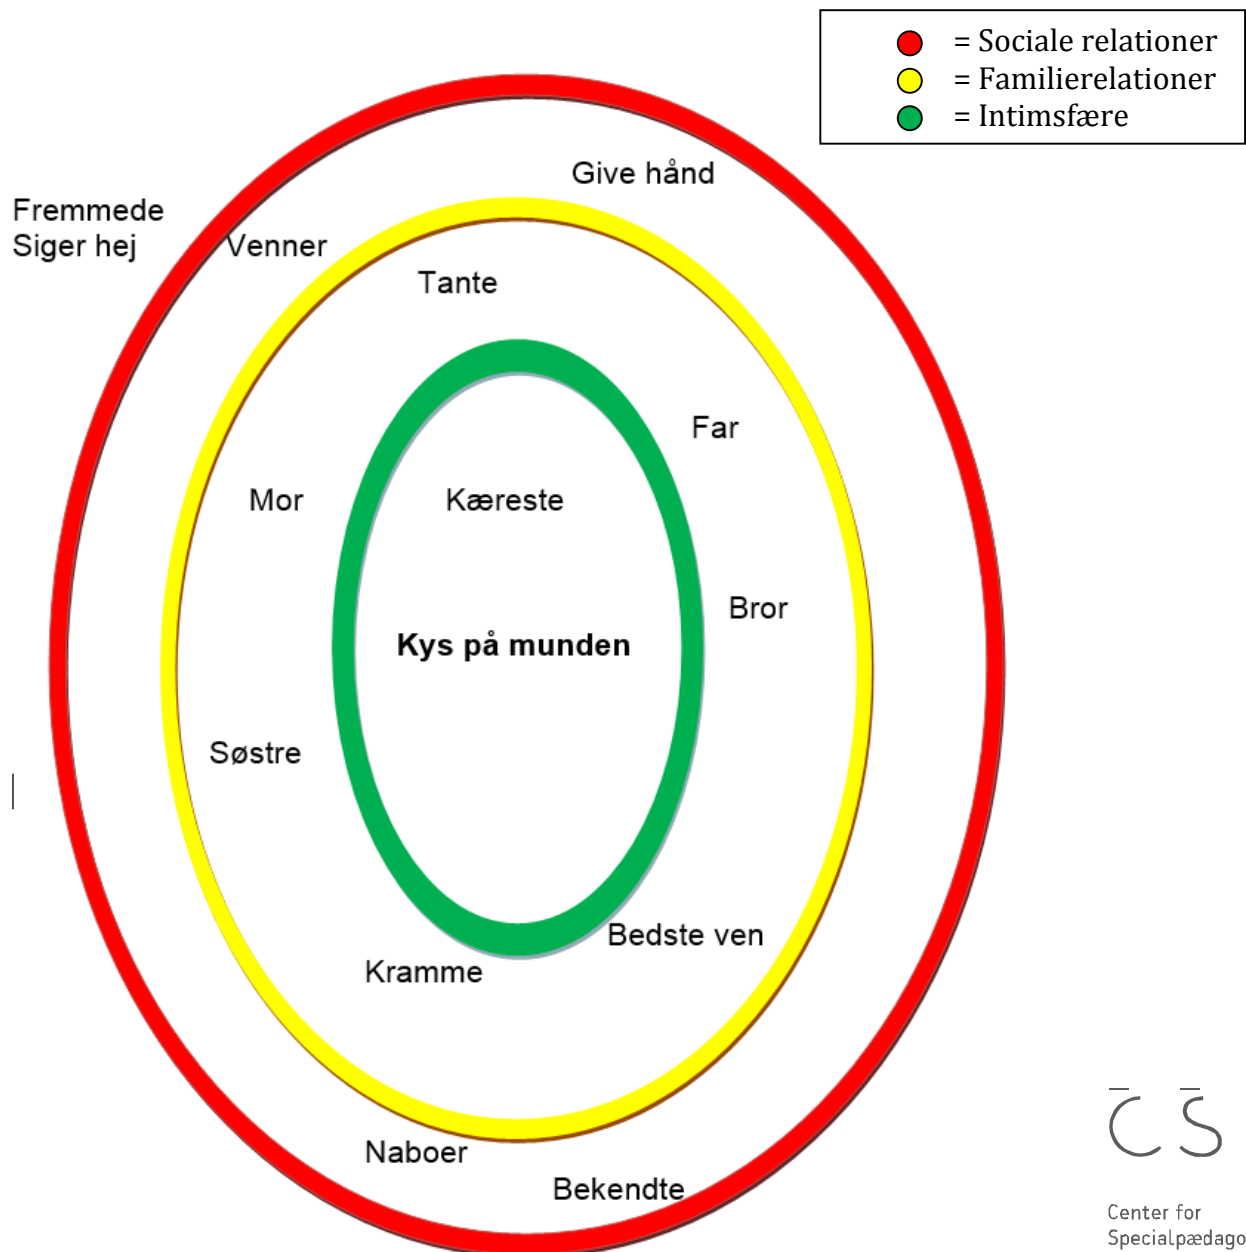 = Sociale relationer
= Familierelationer
= Intimsfære
Give hånd
Fremmede
Siger hej
Venner
Tante
Far
Mor
Kæreste
Bror
Kys på munden
Søstre
Bedste ven
Kramme
Naboer
Bekendte
CS
Center for
Specialpædago